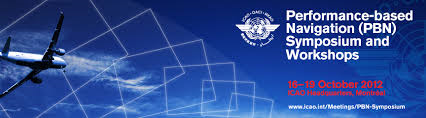 Performance-based
Navigation (PBN)
Symposium and
Workshops
16–19 October 2012
ICAO Headquarters, Montréal
www.icao.int/Meetings/PBN-Symposium